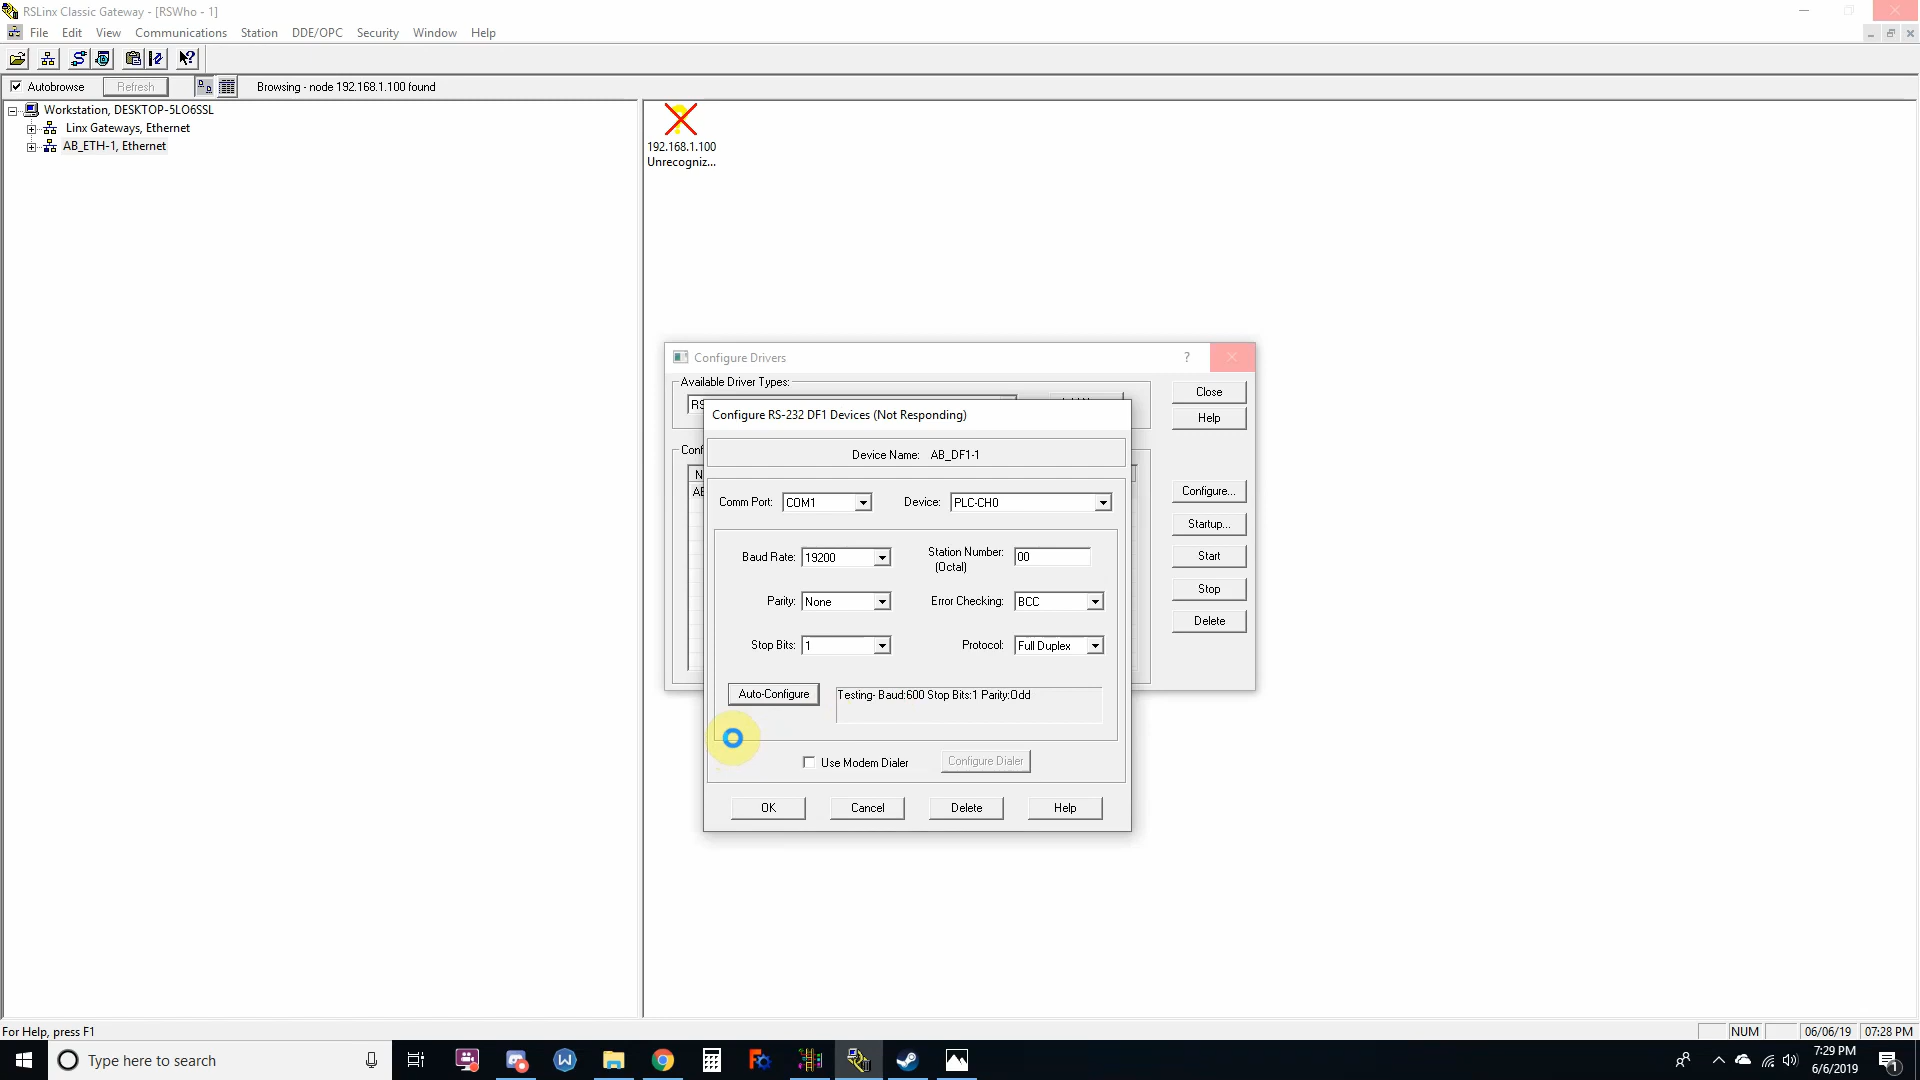 RSLinx Classic Gateway - [RSWho - 1]
File Edit View Communications Station DDE/OPC Security Window Help
Autobrowse Refresh Browsing - node 192.168.1.100 found
Workstation, DESKTOP-5LO6SSL
Linx Gateways, Ethernet
AB_ETH-1, Ethernet
192.168.1.100
Unrecogniz...
Configure Drivers ?
Available Driver Types:
RS
Close
Help
Conf
N
AB
Configure...
Startup...
Start
Stop
Delete
Configure RS-232 DF1 Devices (Not Responding)
Device Name: AB_DF1-1
Comm Port: COM1 Device: PLC-CH0
Baud Rate: 19200 Station Number: 00
(Octal)
Parity: None Error Checking: BCC
Stop Bits: 1 Protocol: Full Duplex
Auto-Configure Testing- Baud:600 Stop Bits:1 Parity:Odd
Use Modem Dialer Configure Dialer
OK Cancel Delete Help
For Help, press F1 NUM 06/06/19 07:28 PM
Type here to search
7:29 PM
6/6/2019
1